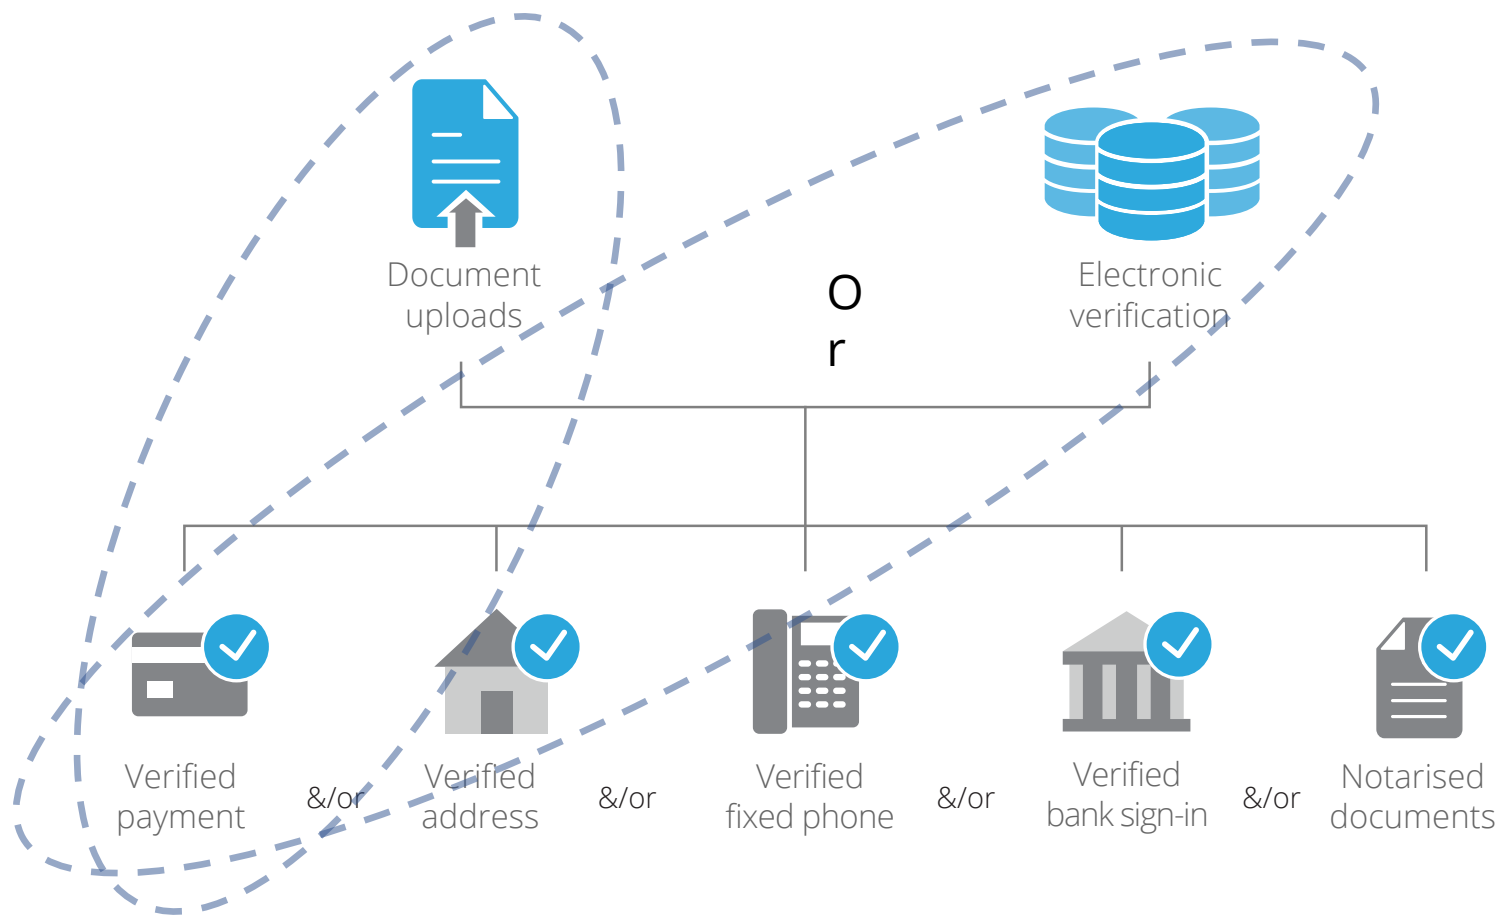 Document
uploads
O
r
Electronic
verification
Verified
payment
&/or
Verified
address
&/or
Verified
fixed phone
&/or
Verified
bank sign-in
&/or
Notarised
documents